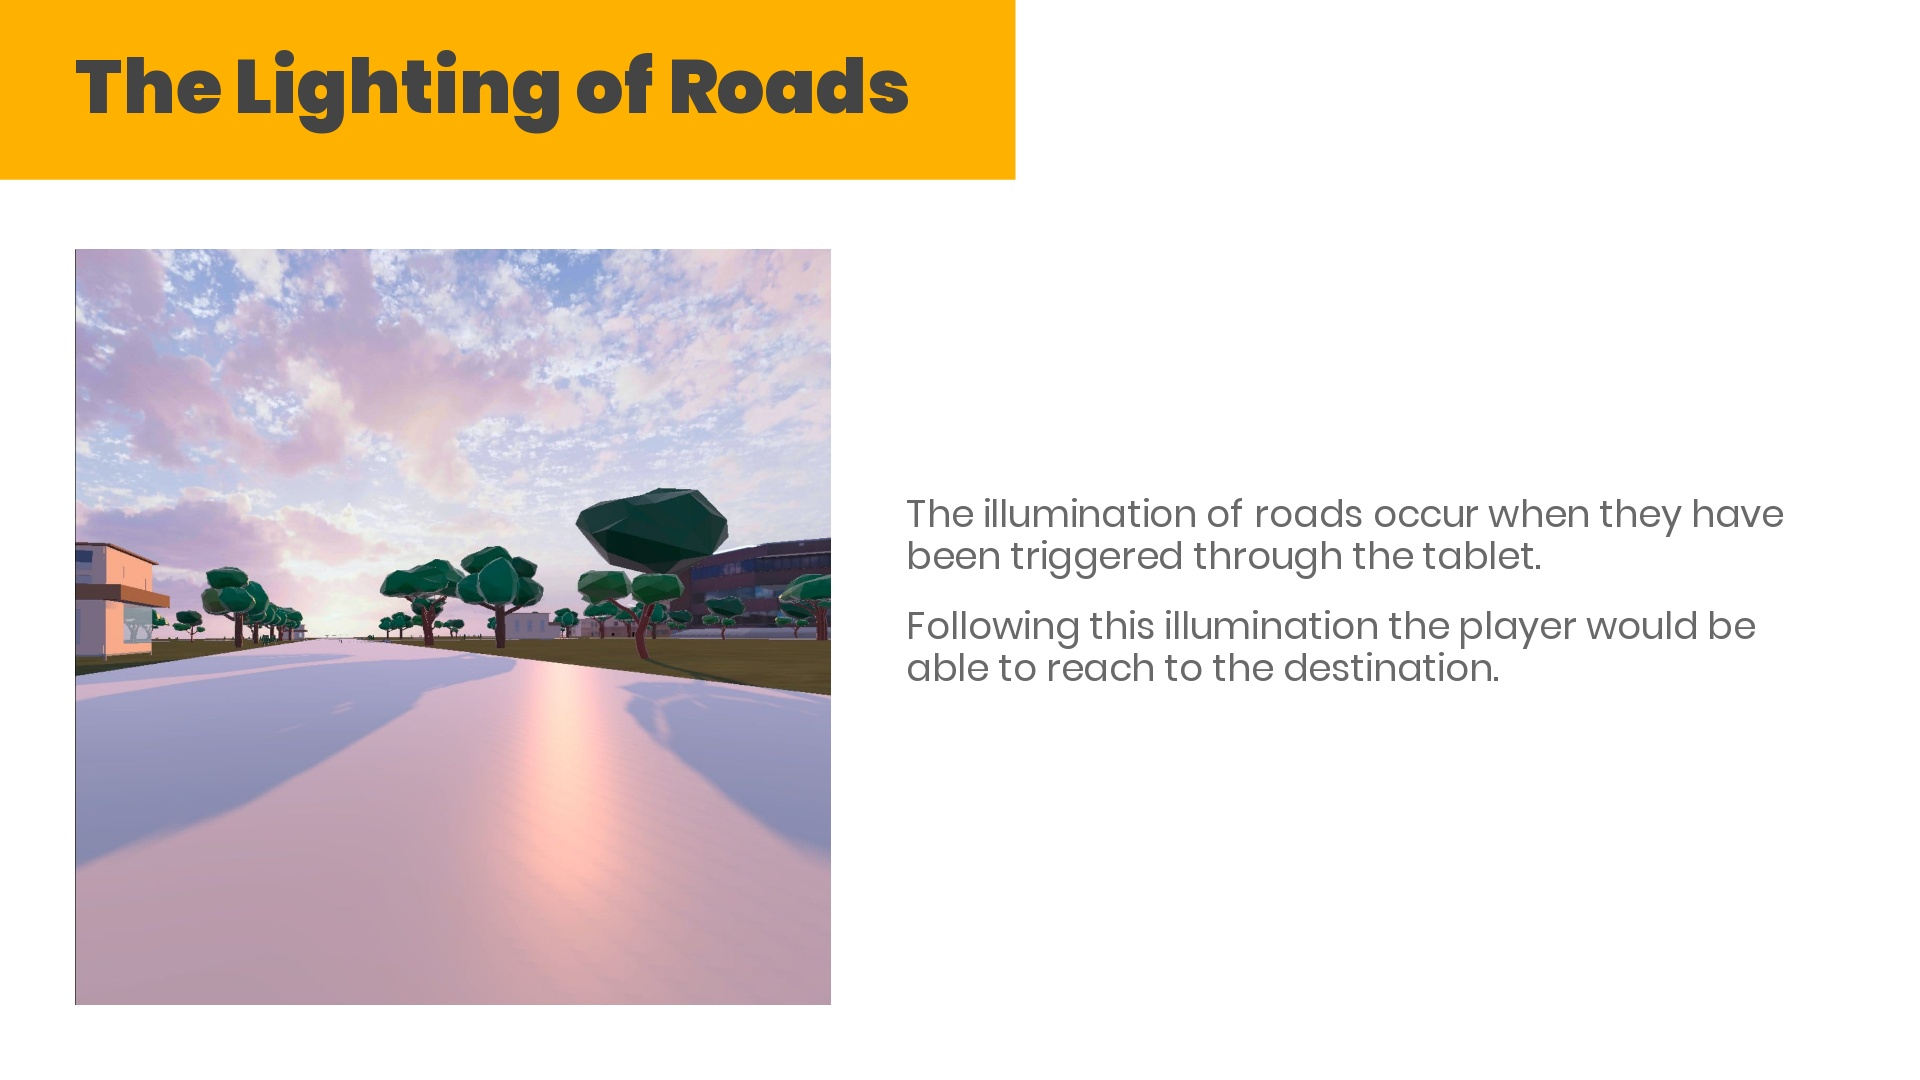 The Lighting of Roads
The illumination of roads occur when they have
been triggered through the tablet.
Following this illumination the player would be
able to reach to the destination.